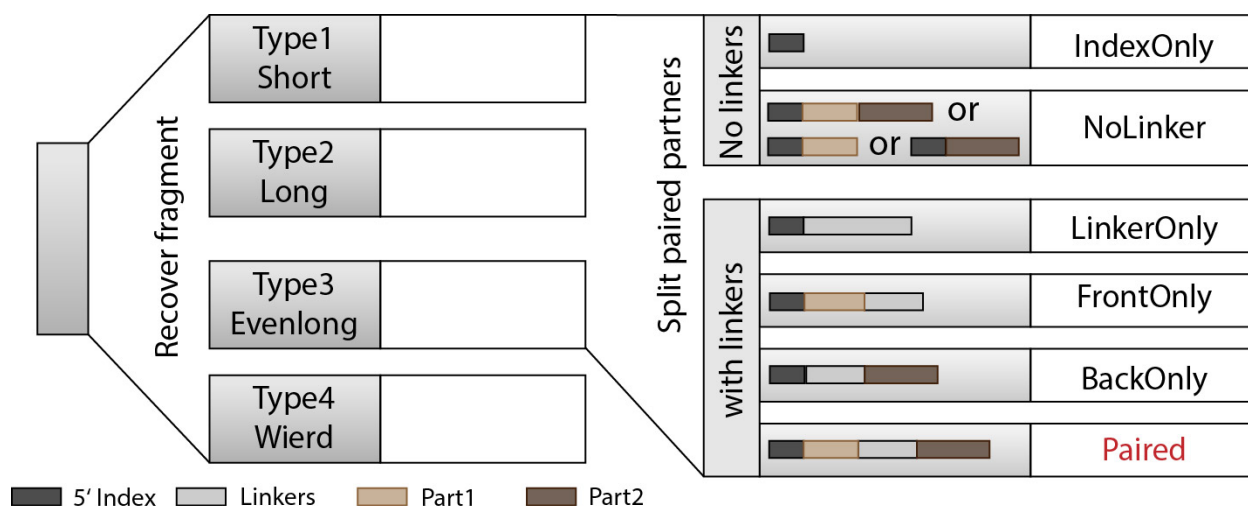 Recover fragment
Type1
Short
Type2
Long
Type3
Evenlong
Type4
Wierd
Split paired partners
No linkers
IndexOnly
or
or
NoLinker
with linkers
LinkerOnly
FrontOnly
BackOnly
Paired
5‘ Index
Linkers
Part1
Part2